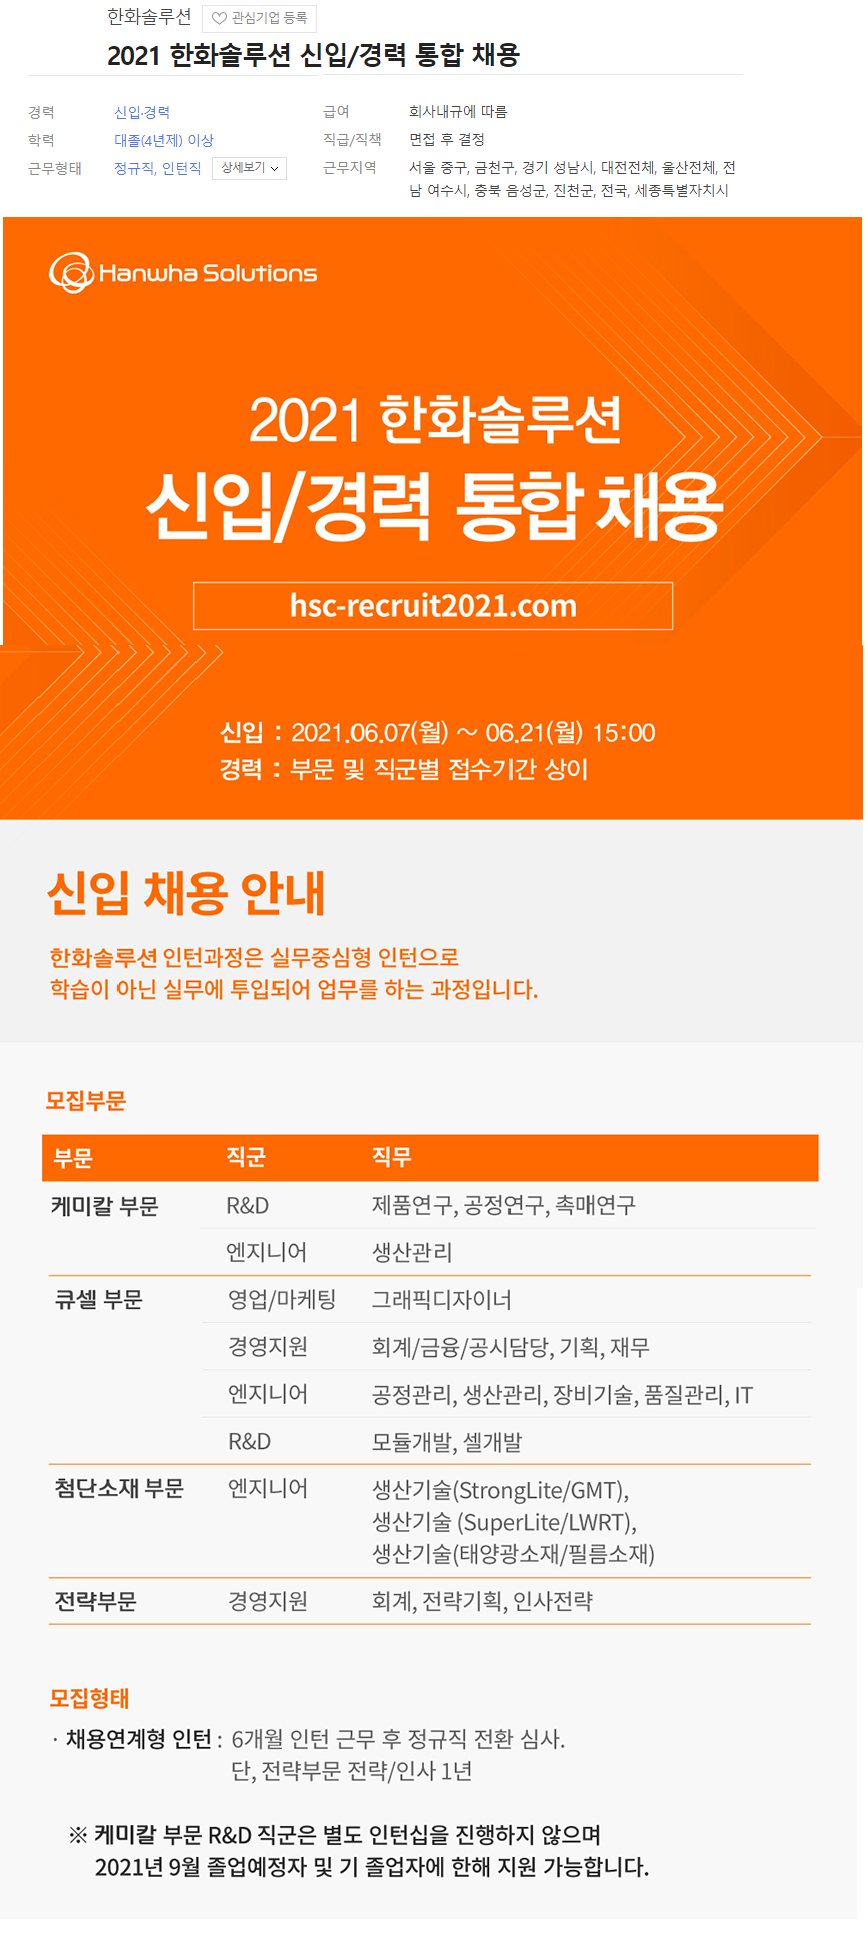 한화솔루션 관심기업 등록
2021 한화솔루션 신입/경력 통합 채용
경력 신입·경력
학력 대졸(4년제) 이상
근무형태 정규직, 인턴직 상세보기
급여 회사내규에 따름
직급/직책 면접 후 결정
근무지역 서울 중구, 금천구, 경기 성남시, 대전전체, 울산전체, 전
남 여수시, 충북 음성군, 진천군, 전국, 세종특별자치시
Hanwha Solutions
2021 한화솔루션
신입/경력 통합 채용
hsc-recruit2021.com
신입 : 2021.06.07(월) ~ 06.21(월) 15:00
경력 : 부문 및 직군별 접수기간 상이
신입 채용 안내
한화솔루션 인턴과정은 실무중심형 인턴으로
학습이 아닌 실무에 투입되어 업무를 하는 과정입니다.
모집부문
부문 직군 직무
케미칼 부문 R&D 제품연구, 공정연구, 촉매연구
엔지니어 생산관리
큐셀 부문 영업/마케팅 그래픽디자이너
경영지원 회계/금융/공시담당, 기획, 재무
엔지니어 공정관리, 생산관리, 장비기술, 품질관리, IT
R&D 모듈개발, 셀개발
첨단소재 부문 엔지니어 생산기술(StrongLite/GMT),
생산기술 (SuperLite/LWRT),
생산기술(태양광소재/필름소재)
전략부문 경영지원 회계, 전략기획, 인사전략
모집형태
· 채용연계형 인턴 : 6개월 인턴 근무 후 정규직 전환 심사.
단, 전략부문 전략/인사 1년
※ 케미칼 부문 R&D 직군은 별도 인턴십을 진행하지 않으며
2021년 9월 졸업예정자 및 기 졸업자에 한해 지원 가능합니다.